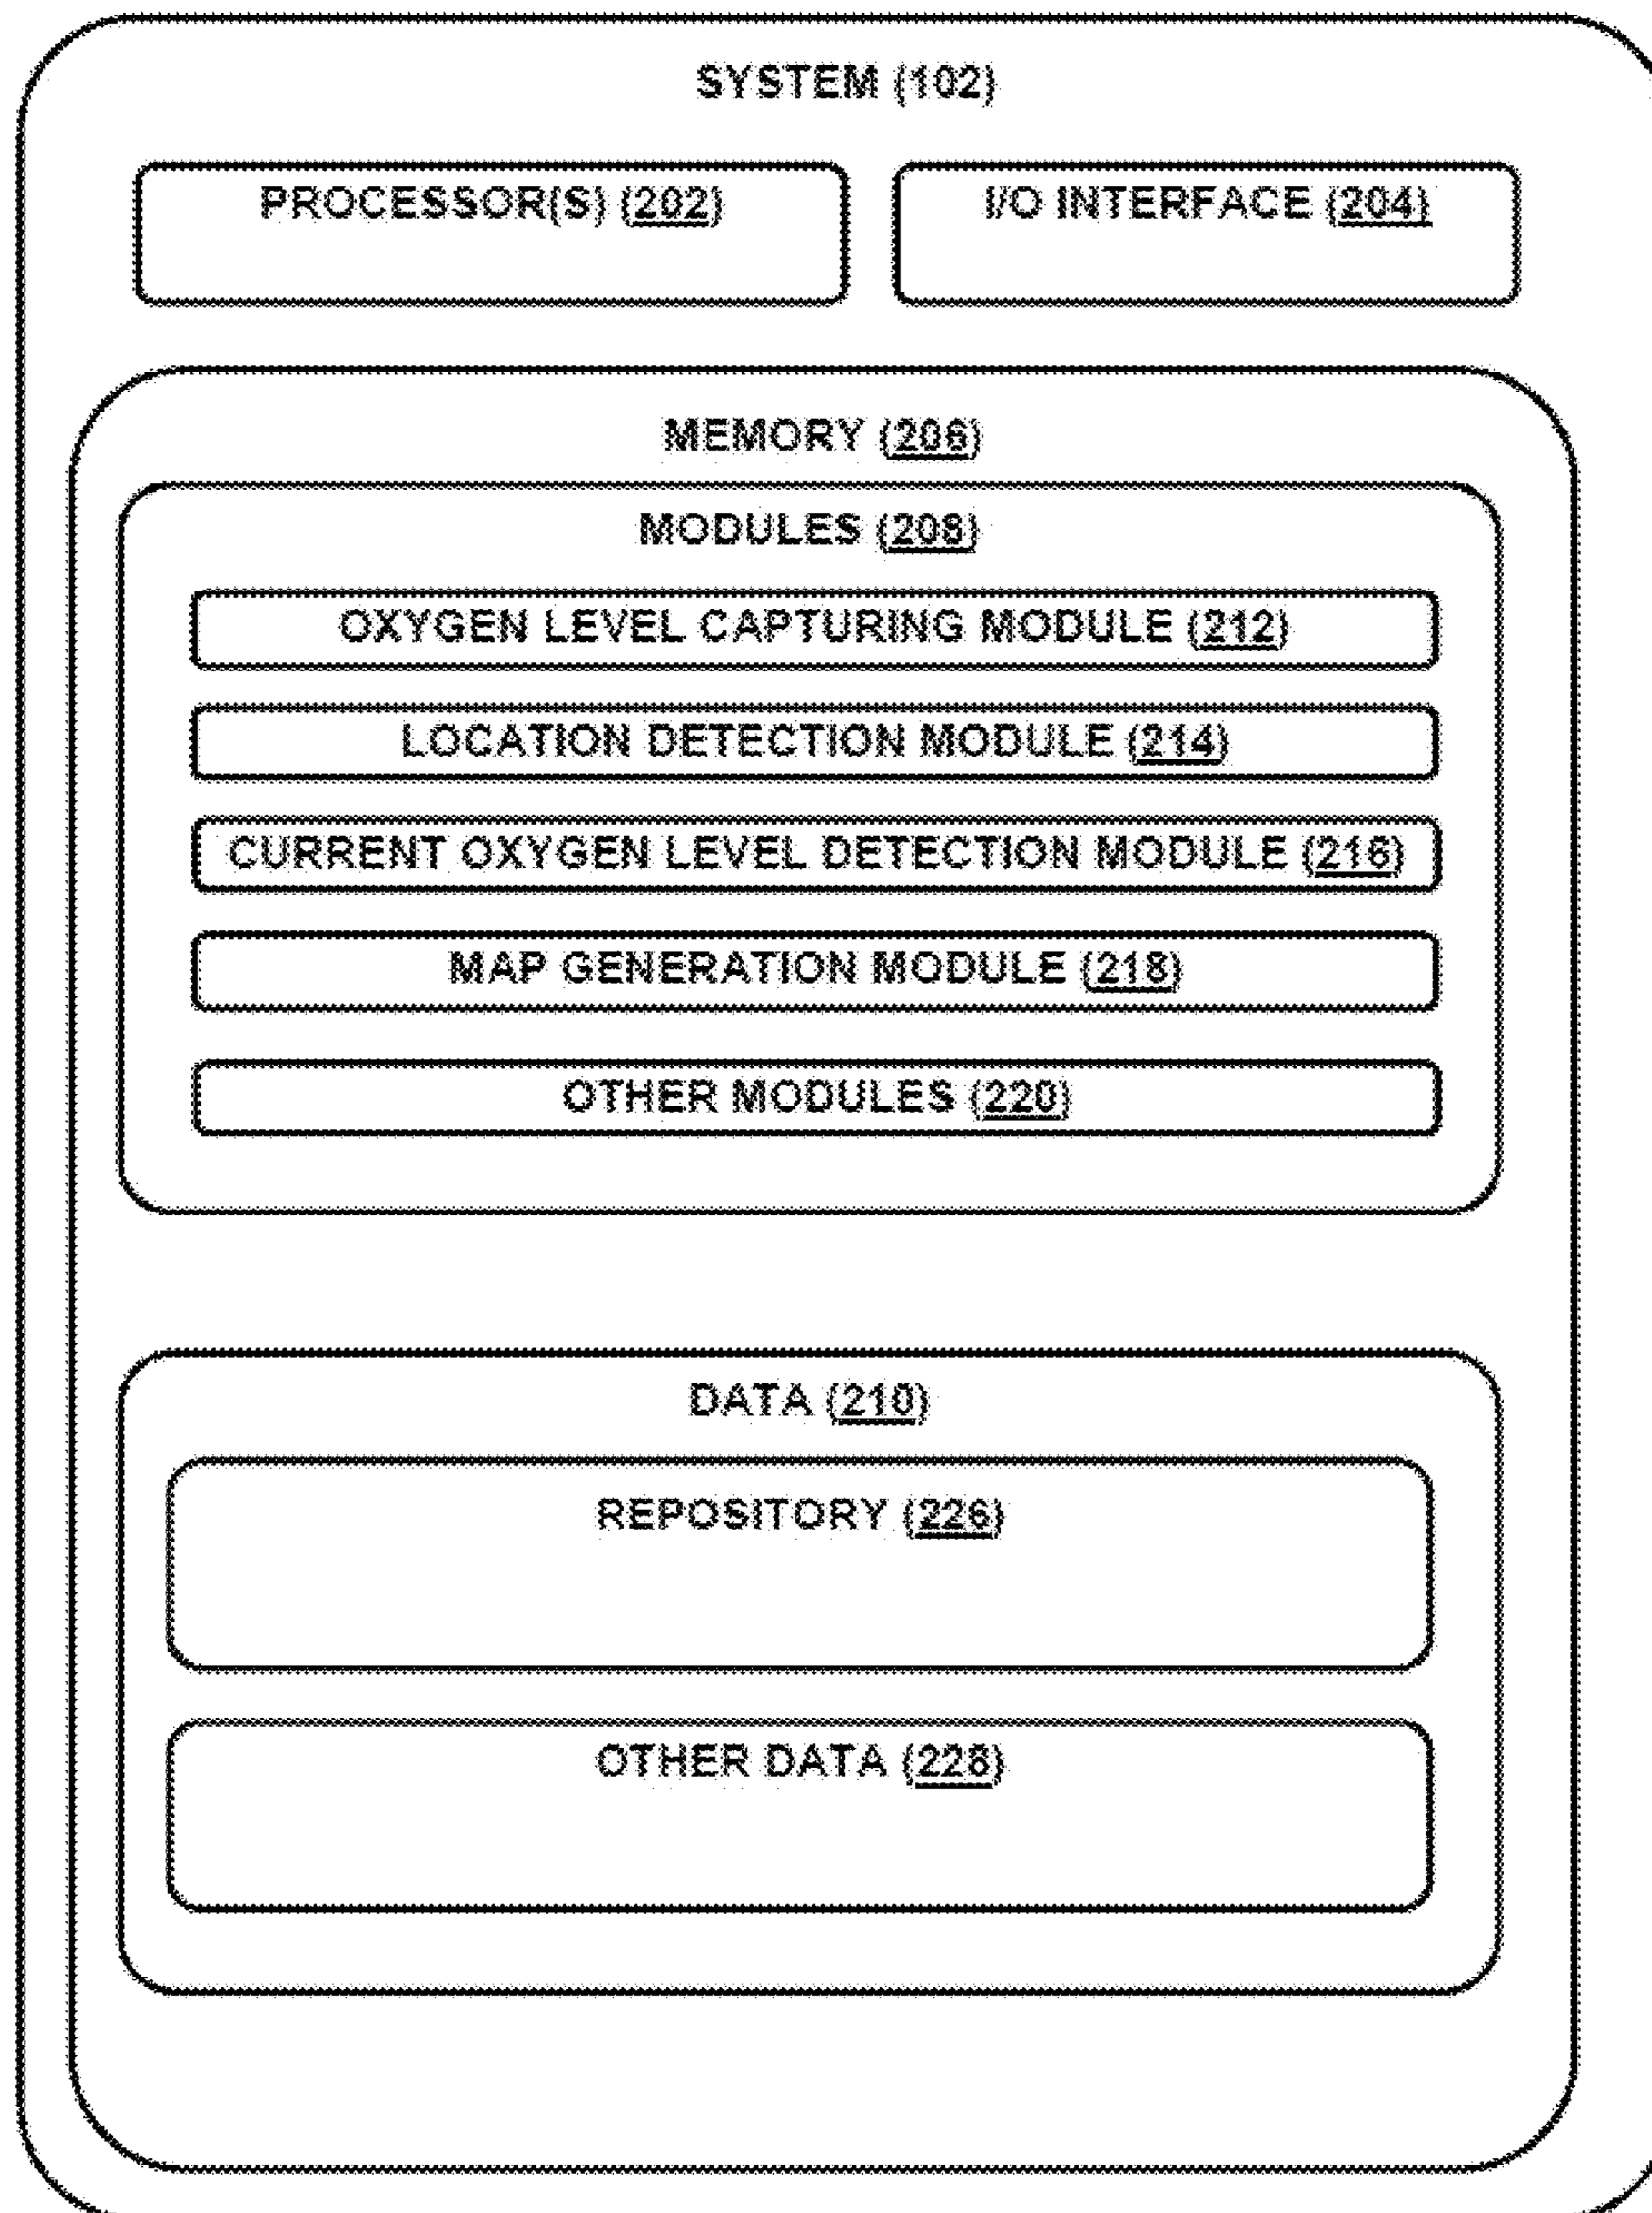 SYSTEM (102)
PROCESSOR(S) (202)
I/O INTERFACE (204)
MEMORY (206)
MODULES (208)
OXYGEN LEVEL CAPTURING MODULE (212)
LOCATION DETECTION MODULE (214)
CURRENT OXYGEN LEVEL DETECTION MODULE (216)
MAP GENERATION MODULE (218)
OTHER MODULES (220)
DATA (210)
REPOSITORY (226)
OTHER DATA (228)